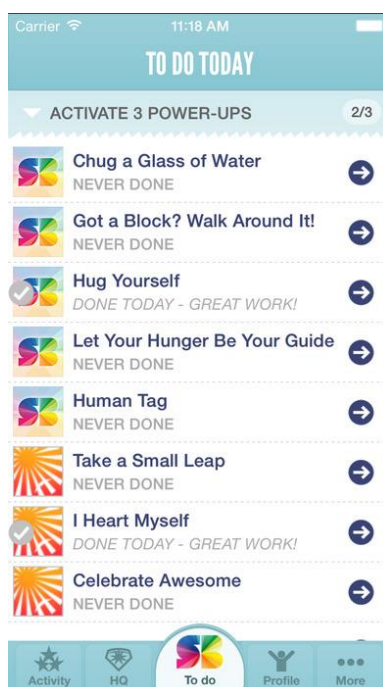 Carrier 11:18 AM
TO DO TODAY
ACTIVATE 3 POWER-UPS 2/3
Chug a Glass of Water
NEVER DONE
Got a Block? Walk Around It!
NEVER DONE
Hug Yourself
DONE TODAY - GREAT WORK!
Let Your Hunger Be Your Guide
NEVER DONE
Human Tag
NEVER DONE
Take a Small Leap
NEVER DONE
I Heart Myself
DONE TODAY - GREAT WORK!
Celebrate Awesome
NEVER DONE
Activity HQ To do Profile More